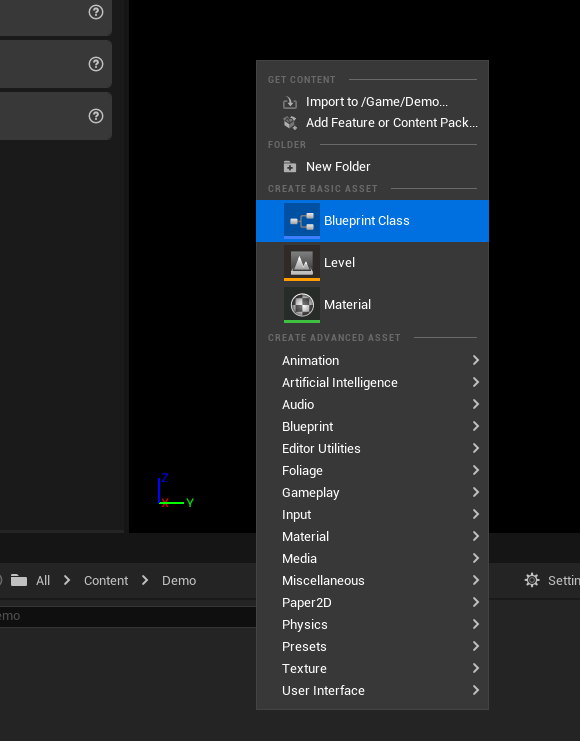 GET CONTENT
Import to /Game/Demo...
Add Feature or Content Pack...
FOLDER
New Folder
CREATE BASIC ASSET
Blueprint Class
Level
Material
CREATE ADVANCED ASSET
Animation
Artificial Intelligence
Audio
Blueprint
Editor Utilities
Foliage
Gameplay
Input
Material
Media
Miscellaneous
Paper2D
Physics
Presets
Texture
User Interface
Z
X Y
All > Content > Demo
Settin
emo